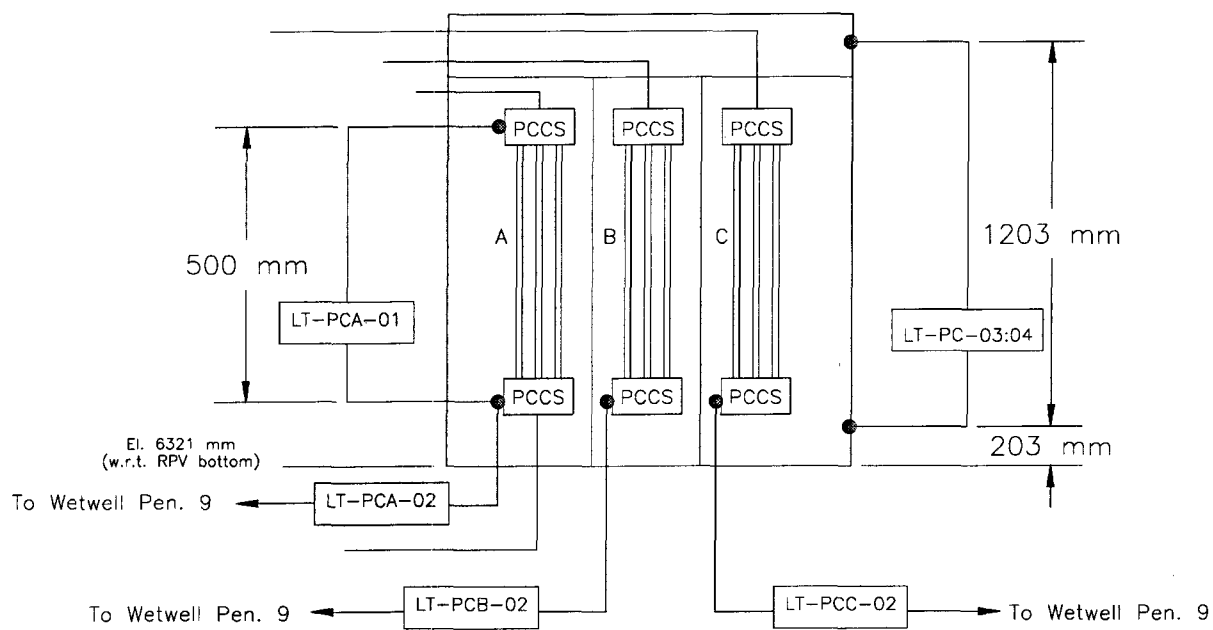 PCCS PCCS PCCS
A B C
500 mm
1203 mm
LT-PCA-01
LT-PC-03:04
PCCS PCCS PCCS
El. 6321 mm
(w.r.t. RPV bottom)
203 mm
To Wetwell Pen. 9
LT-PCA-02
To Wetwell Pen. 9
LT-PCB-02
LT-PCC-02
To Wetwell Pen. 9